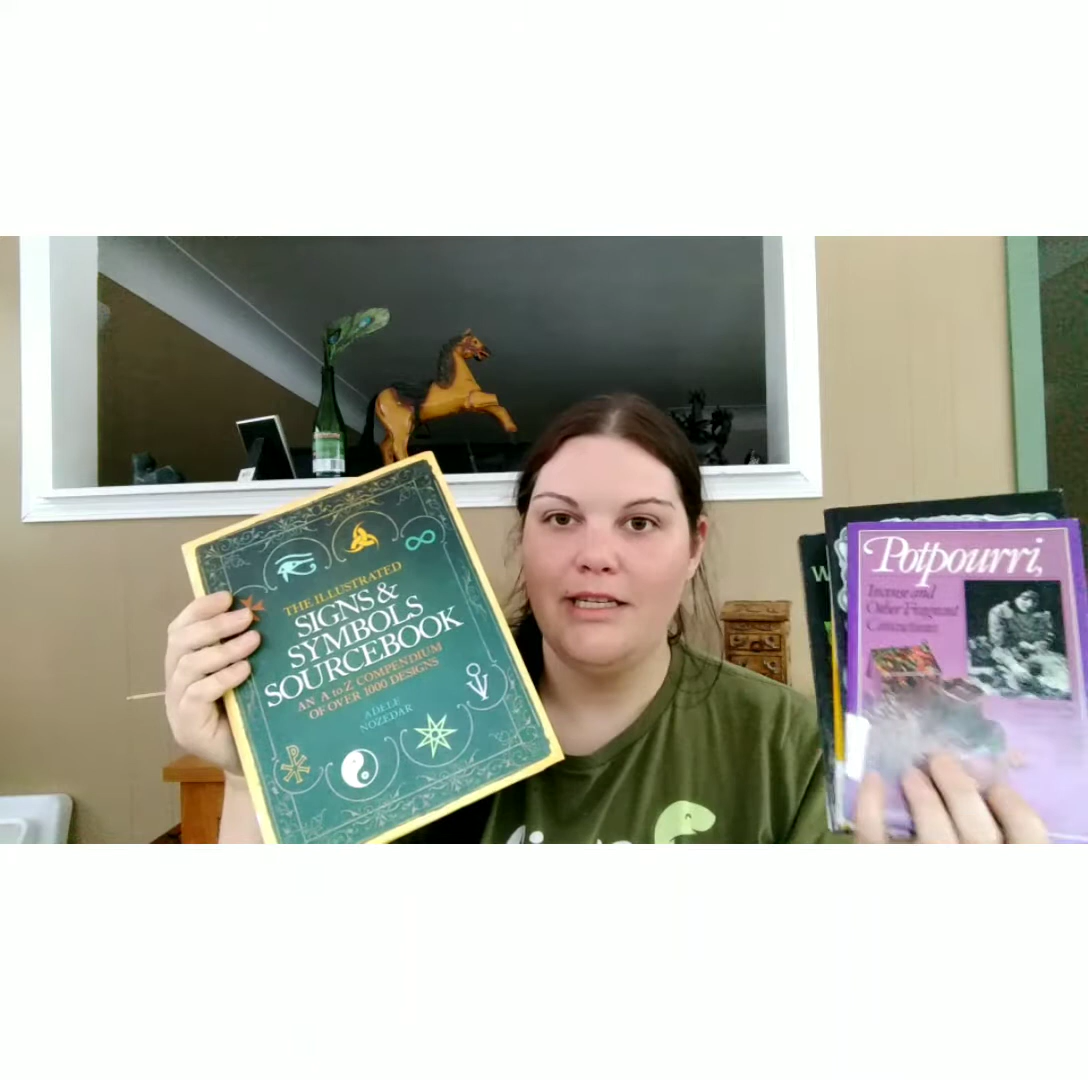 THE ILLUSTRATED
SIGNS &
SYMBOLS
SOURCEBOOK
AN A to Z COMPENDIUM
OF OVER 1000 DESIGNS
ADELE
NOZEDAR
W
Potpourri,
Incense and
Other Fragrant
Concoctions